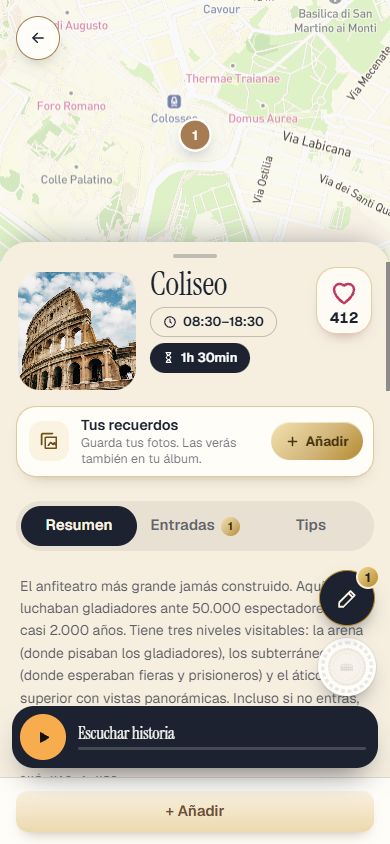 Cavour
di Augusto
Basilica di San
Martino ai Monti
Via Mecenate
Thermae Traianae
Foro Romano
Colosseo
Domus Aurea
1
Via Labicana
Colle Palatino
Via Ostilia
Via dei Santi Qu
Coliseo
08:30–18:30
412
1h 30min
Tus recuerdos
Guarda tus fotos. Las verás
también en tu álbum.
+ Añadir
Resumen
Entradas 1
Tips
1
El anfiteatro más grande jamás construido. Aquí
luchaban gladiadores ante 50.000 espectadore
casi 2.000 años. Tiene tres niveles visitables: la arena
(donde pisaban los gladiadores), los subterráne
(donde esperaban fieras y prisioneros) y el ático
superior con vistas panorámicas. Incluso si no entras,
Escuchar historia
+ Añadir